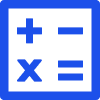 + −
x =